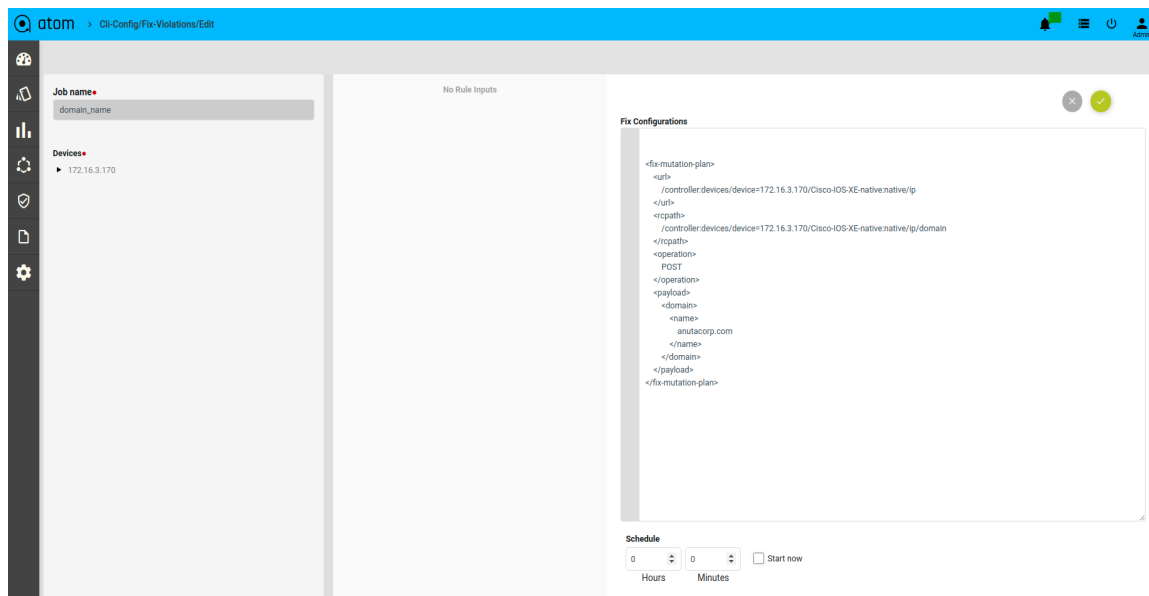 atom > Cli-Config/Fix-Violations/Edit
Admin
Job name
domain_name
Devices
172.16.3.170
No Rule Inputs
Fix Configurations
<fix-mutation-plan>
<url>
/controller:devices/device=172.16.3.170/Cisco-IOS-XE-native:native/ip
</url>
<rcpath>
/controller:devices/device=172.16.3.170/Cisco-IOS-XE-native:native/ip/domain
</rcpath>
<operation>
POST
</operation>
<payload>
<domain>
<name>
anutacorp.com
</name>
</domain>
</payload>
</fix-mutation-plan>
Schedule
0 0 Start now
Hours Minutes